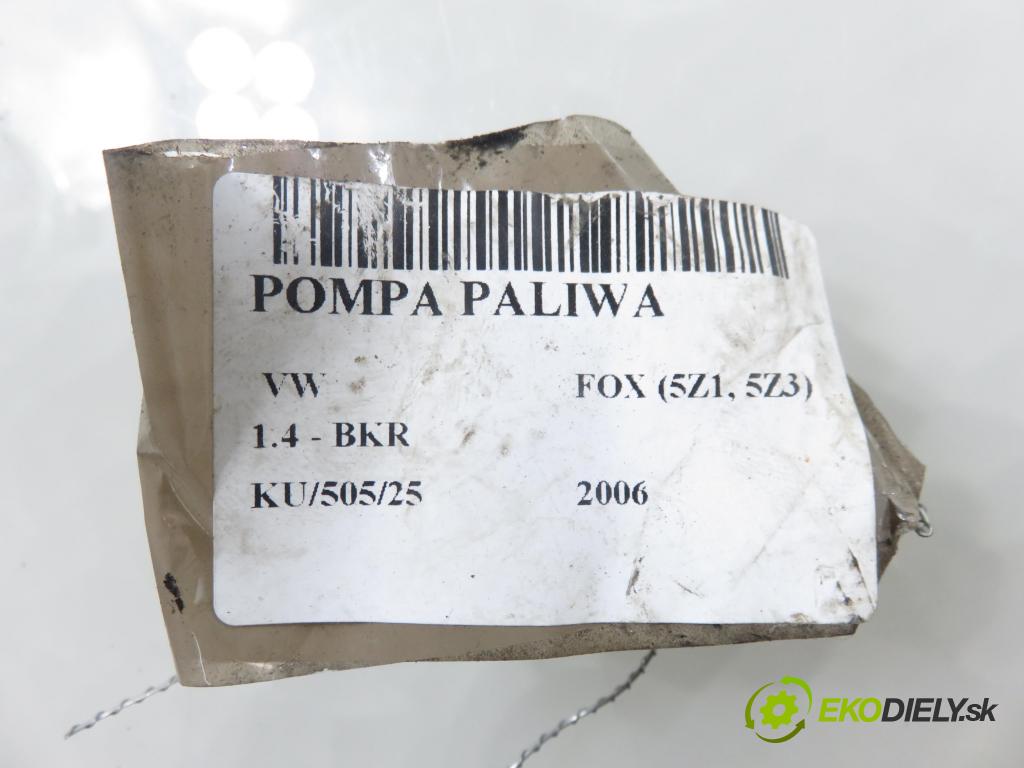 POMPA PALIWA
VW FOX (5Z1, 5Z3)
1.4 - BKR
KU/505/25 2006
EKODIELY.sk